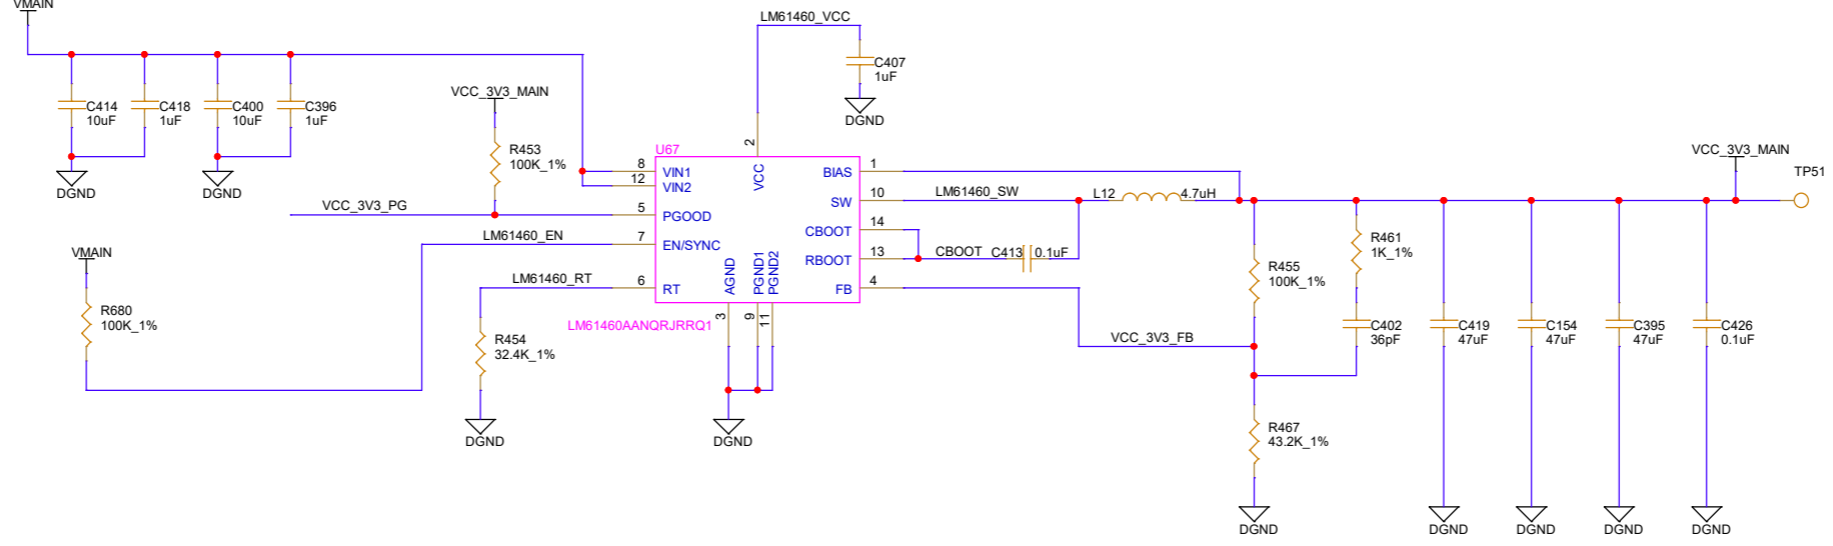 VMAIN
LM61460_VCC
C407
1uF
DGND
C414
10uF
C418
1uF
C400
10uF
C396
1uF
DGND
DGND
VCC_3V3_MAIN
R453
100K_1%
VCC_3V3_PG
LM61460_EN
LM61460_RT
VMAIN
R680
100K_1%
R454
32.4K_1%
DGND
U67
8
VIN1
12
VIN2
5
PGOOD
7
EN/SYNC
6
RT
2
VCC
BIAS
1
SW
10
CBOOT
14
RBOOT
13
FB
4
AGND
PGND1
PGND2
3
9
11
LM61460AANQRJRRQ1
DGND
LM61460_SW
L12
4.7uH
CBOOT
C413
0.1uF
VCC_3V3_FB
R455
100K_1%
R461
1K_1%
C402
36pF
R467
43.2K_1%
DGND
C419
47uF
DGND
C154
47uF
DGND
C395
47uF
DGND
C426
0.1uF
DGND
VCC_3V3_MAIN
TP51